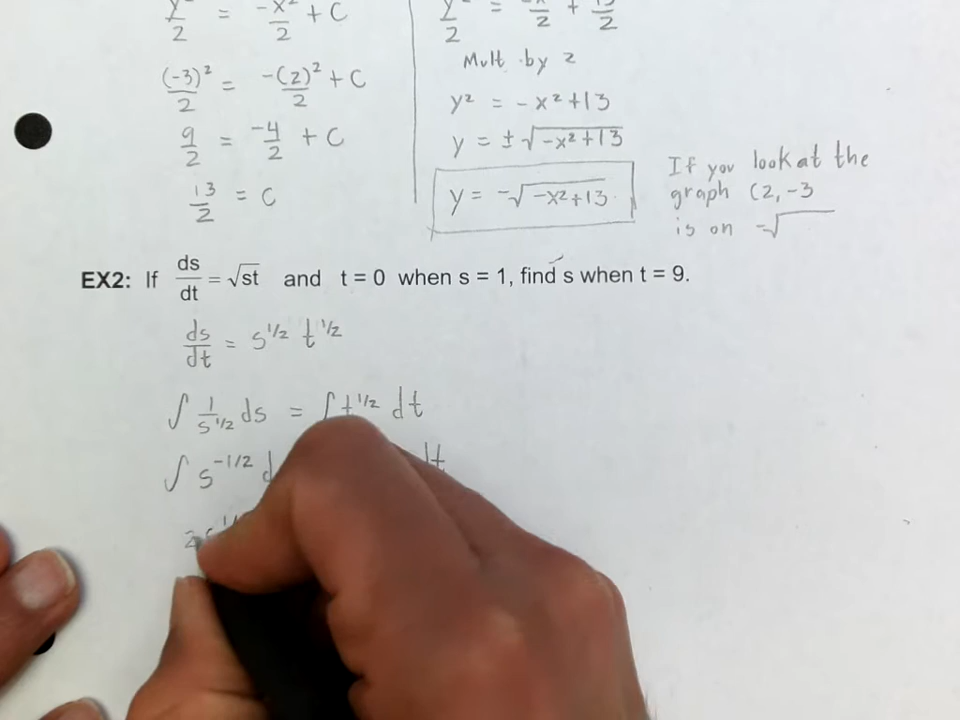 y²/2 = -x²/2 + C
(-3)²/2 = -(2)²/2 + C
9/2 = -4/2 + C
13/2 = C
y²/2 = -x²/2 + 13/2
Mult by 2
y² = -x² + 13
y = ±√(-x²+13)
y = -√(-x²+13)
If you look at the
graph (2, -3
is on -√
EX2: If ds/dt = √st and t = 0 when s = 1, find s when t = 9.
ds/dt = s^1/2 t^1/2
∫ 1/s^1/2 ds = ∫ t^1/2 dt
∫ s^-1/2 d dt
2s